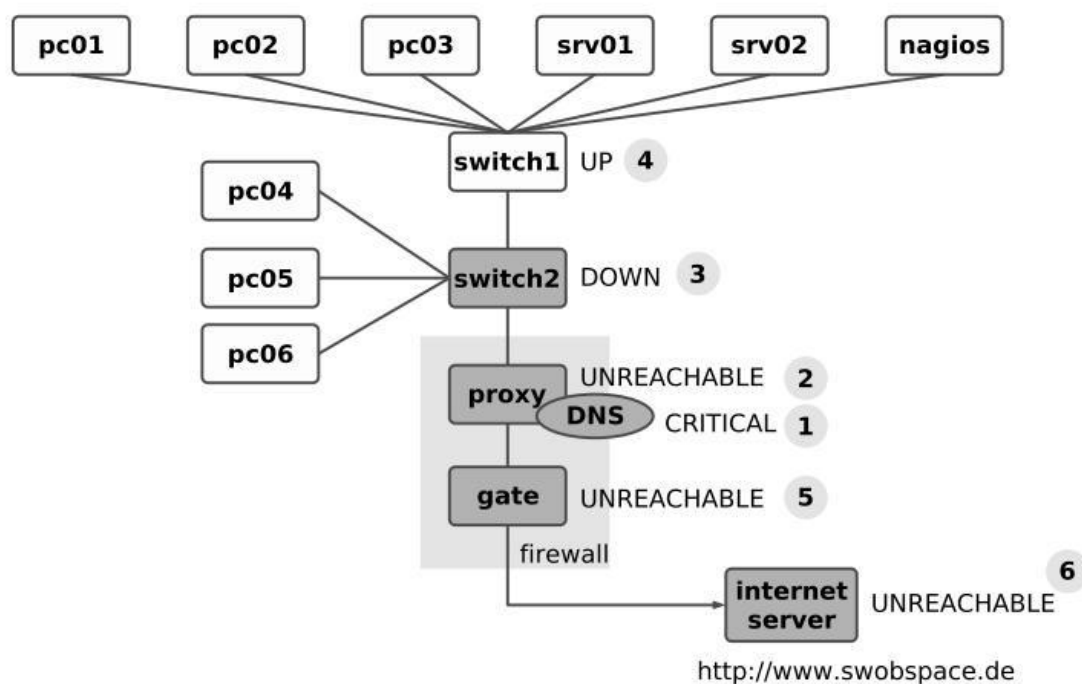 pc01 pc02 pc03 srv01 srv02 nagios
switch1 UP 4
pc04
switch2 DOWN 3
pc05
pc06
UNREACHABLE 2
proxy
DNS CRITICAL 1
gate UNREACHABLE 5
firewall
6
internet
server
UNREACHABLE
http://www.swobspace.de